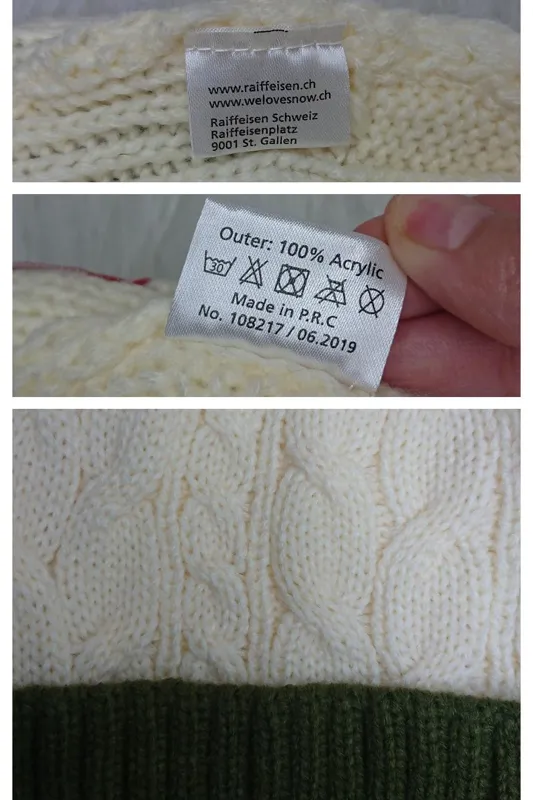 www.raiffeisen.ch
www.welovesnow.ch
Raiffeisen Schweiz
Raiffeisenplatz
9001 St. Gallen
Outer: 100% Acrylic
30
Made in P.R.C
No. 108217 / 06.2019